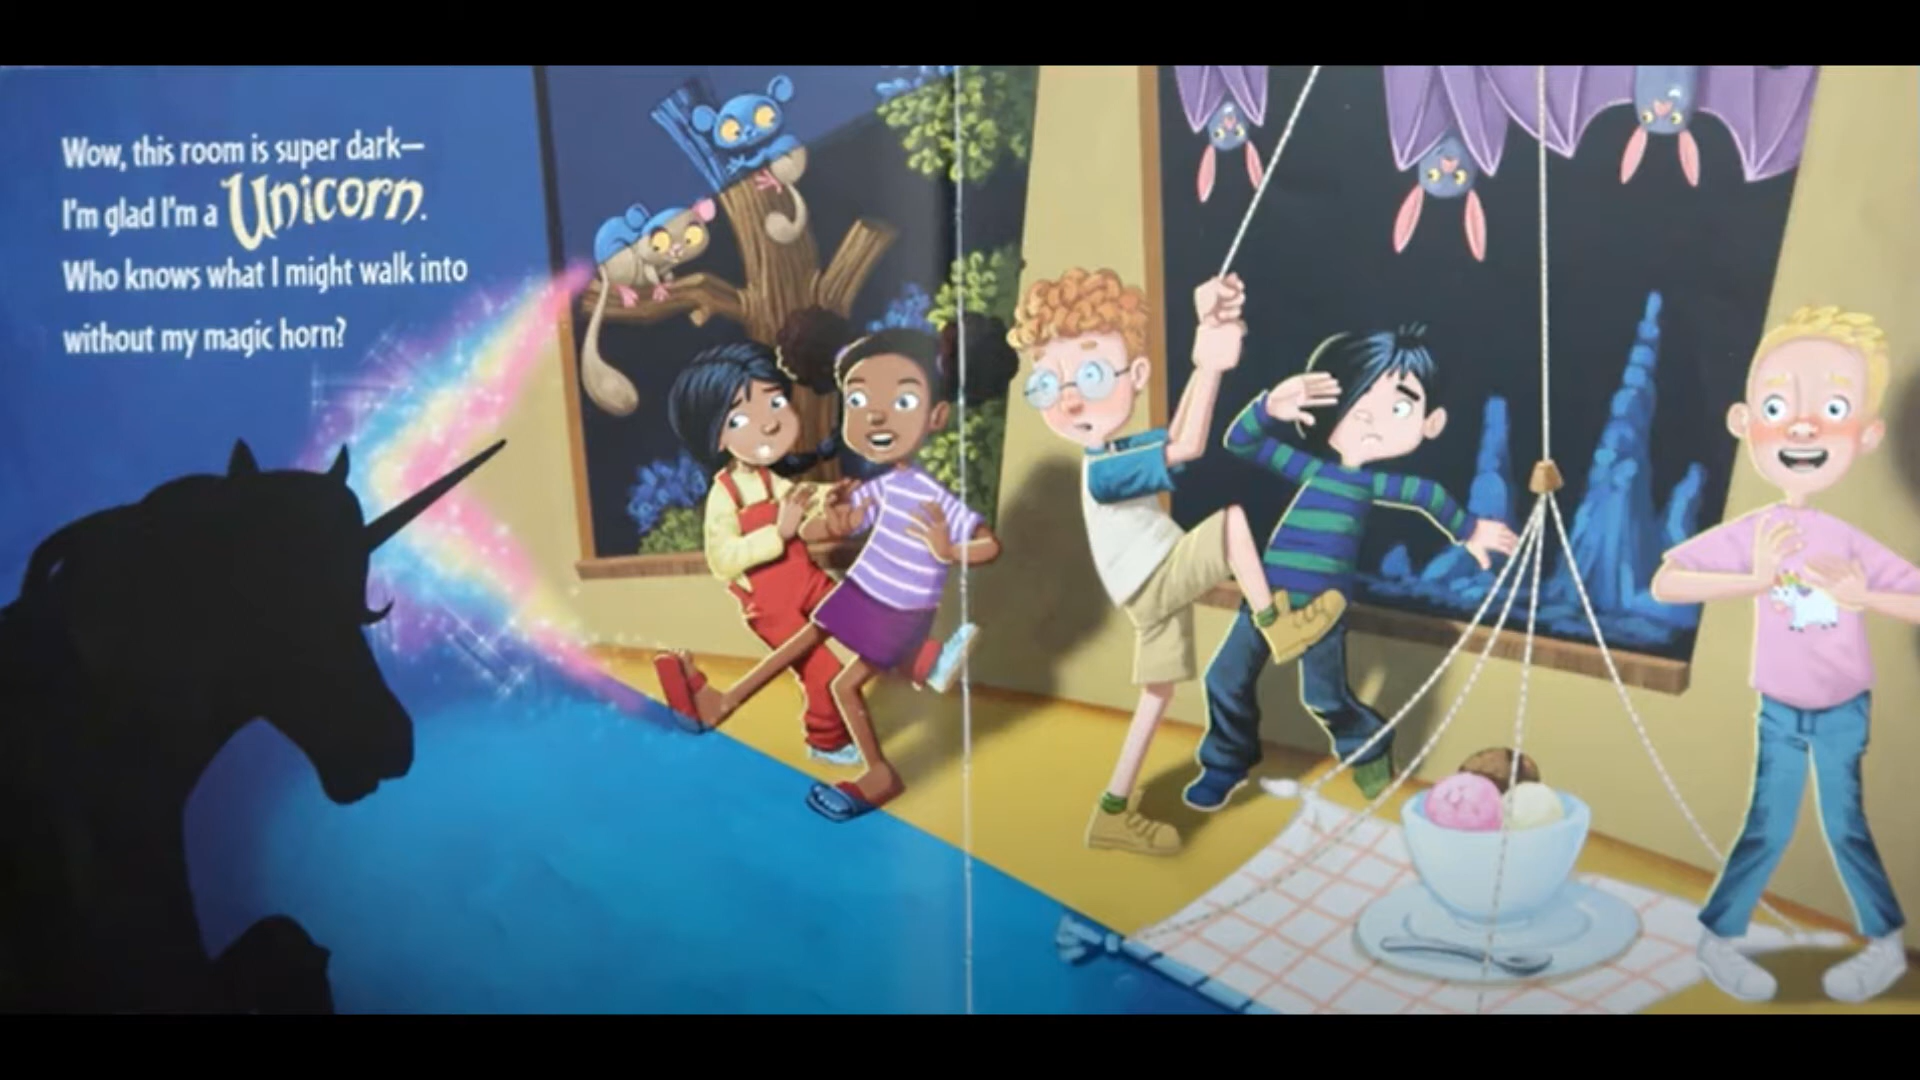 Wow, this room is super dark—
I'm glad I'm a Unicorn.
Who knows what I might walk into
without my magic horn?